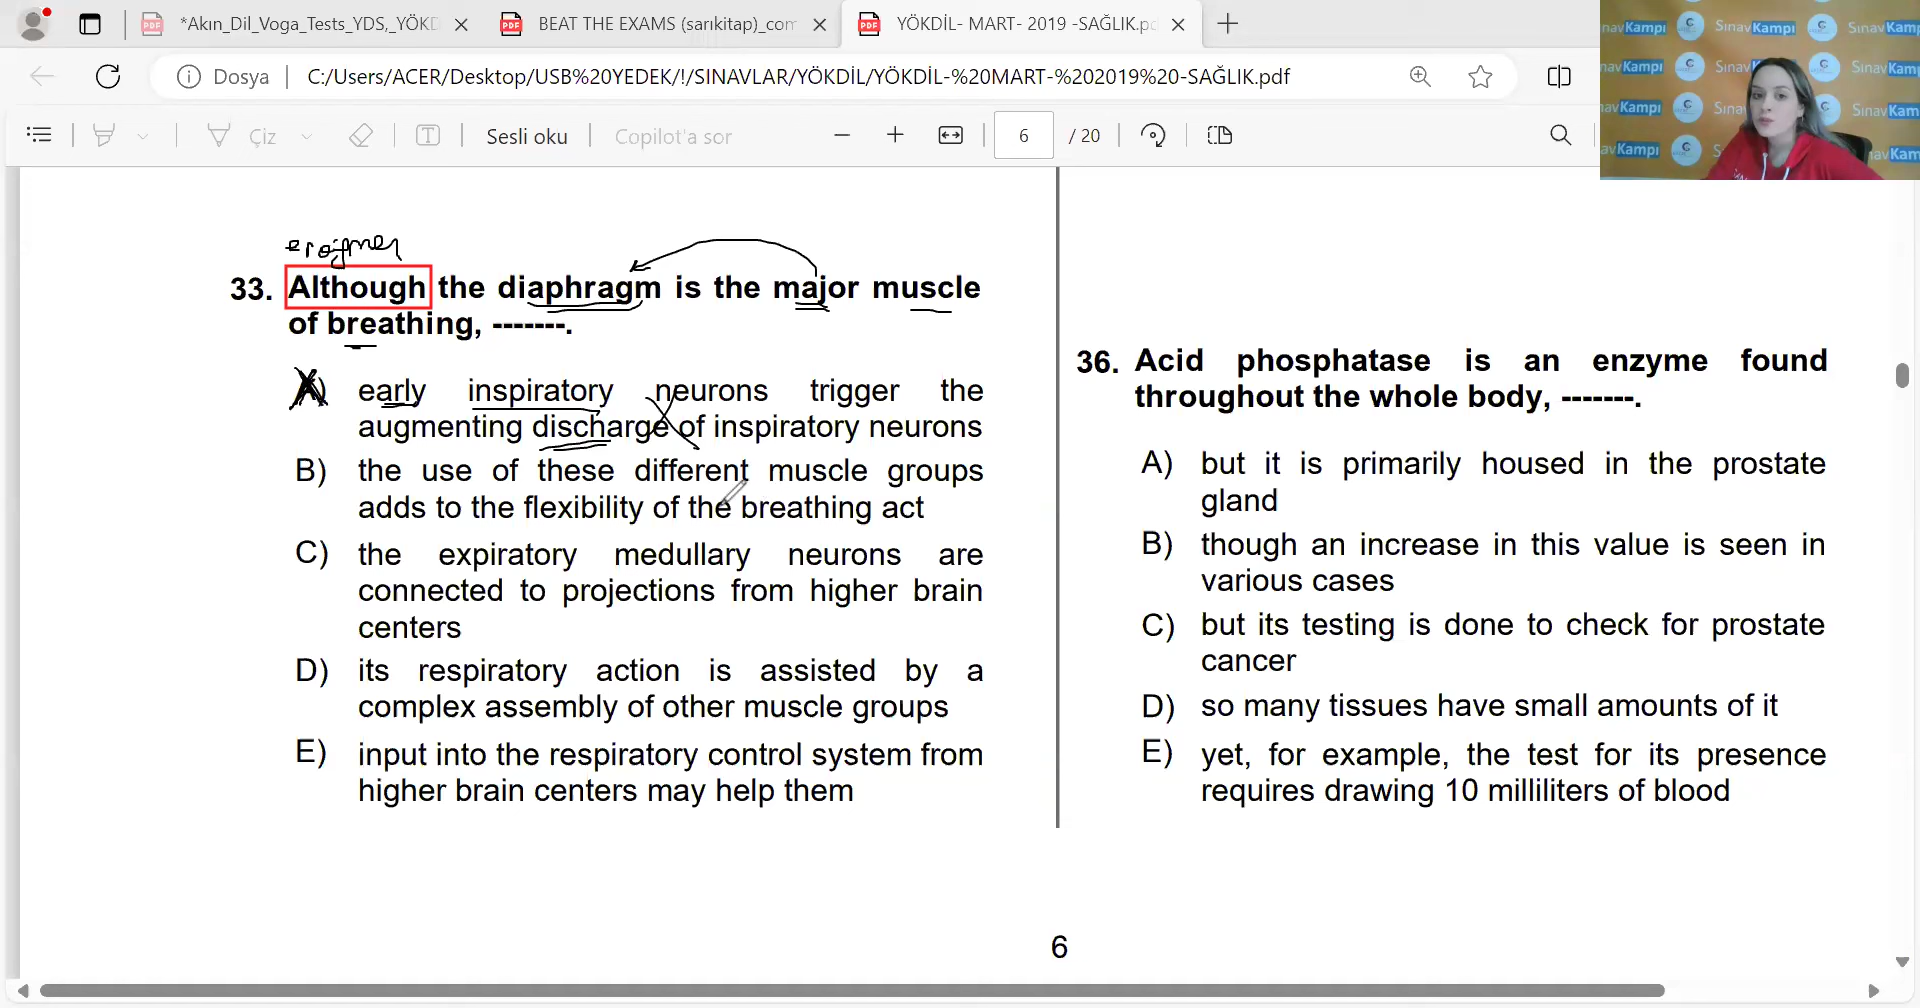 *Akın_Dil_Voga_Tests_YDS,_YÖKD
BEAT THE EXAMS (sarıkitap)_com
YÖKDİL- MART- 2019 -SAĞLIK.pd
Dosya
C:/Users/ACER/Desktop/USB%20YEDEK/!/SINAVLAR/YÖKDİL/YÖKDİL-%20MART-%202019%20-SAĞLIK.pdf
Çiz
Sesli oku
Copilot'a sor
6 / 20
SınavKampı
33. Although the diaphragm is the major muscle
of breathing, -------.
A) early inspiratory neurons trigger the
augmenting discharge of inspiratory neurons
B) the use of these different muscle groups
adds to the flexibility of the breathing act
C) the expiratory medullary neurons are
connected to projections from higher brain
centers
D) its respiratory action is assisted by a
complex assembly of other muscle groups
E) input into the respiratory control system from
higher brain centers may help them
36. Acid phosphatase is an enzyme found
throughout the whole body, -------.
A) but it is primarily housed in the prostate
gland
B) though an increase in this value is seen in
various cases
C) but its testing is done to check for prostate
cancer
D) so many tissues have small amounts of it
E) yet, for example, the test for its presence
requires drawing 10 milliliters of blood
6